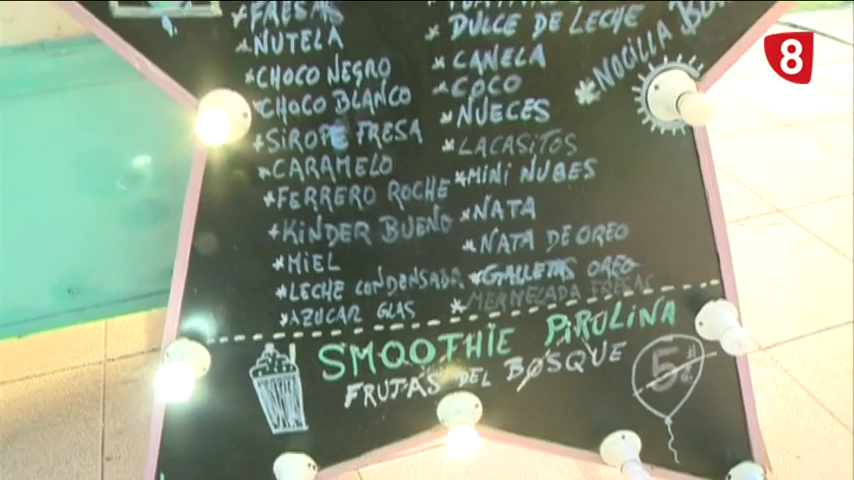 *FRESAS
*NUTELA
*CHOCO NEGRO
*CHOCO BLANCO
*SIROPE FRESA
*CARAMELO
*FERRERO ROCHE
*KINDER BUENO
*MIEL
*LECHE CONDENSADA
*AZUCAR GLAS
*DULCE DE LECHE
*CANELA
*COCO
*NUECES
*LACASITOS
*MINI NUBES
*NATA
*NATA DE OREO
*GALLETAS OREO
*MERMELADA FRESAS
*NOCILLA
SMOOTHIE PIRULINA
FRUTAS DEL BOSQUE
5
8